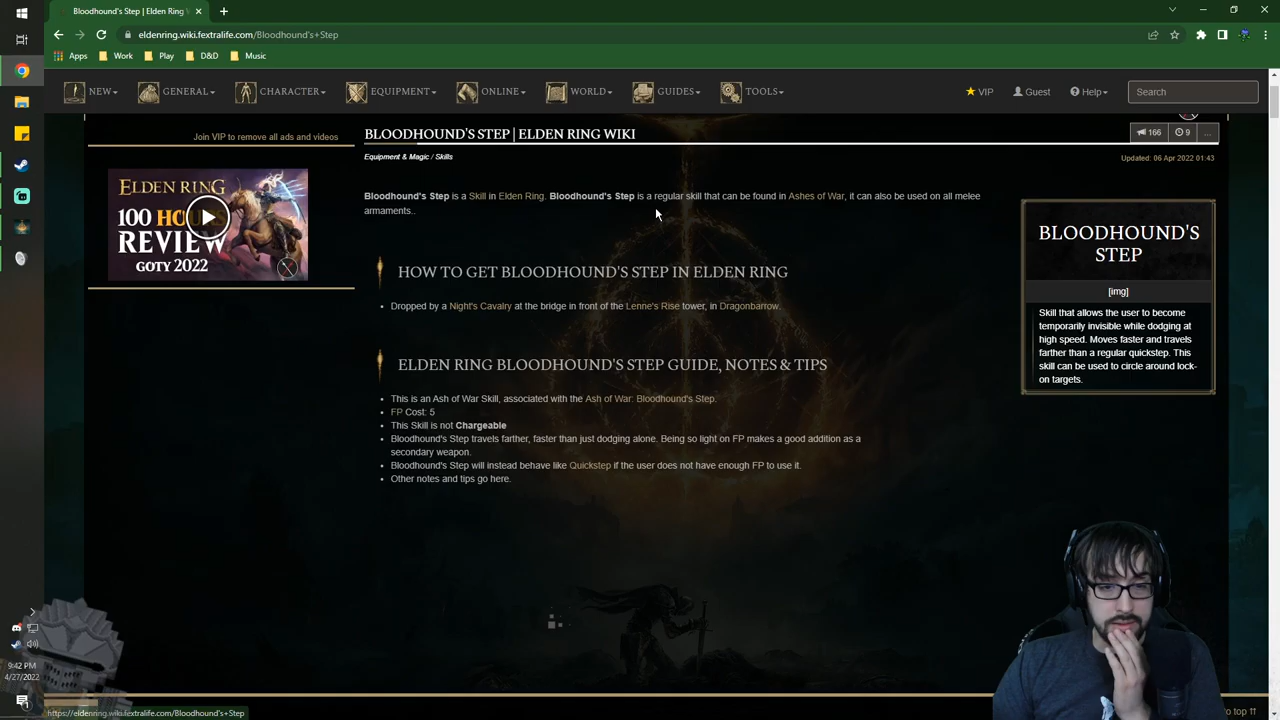 Bloodhound's Step | Elden Ring V
eldenring.wiki.fextralife.com/Bloodhound's+Step
Apps Work Play D&D Music
NEW GENERAL CHARACTER EQUIPMENT ONLINE WORLD GUIDES TOOLS VIP Guest Help Search
Join VIP to remove all ads and videos
ELDEN RING
100 HOURS
REVIEW
GOTY 2022
BLOODHOUND'S STEP | ELDEN RING WIKI
166 9 ...
Equipment & Magic / Skills
Updated: 06 Apr 2022 01:43
Bloodhound's Step is a Skill in Elden Ring. Bloodhound's Step is a regular skill that can be found in Ashes of War, it can also be used on all melee
armaments..
HOW TO GET BLOODHOUND'S STEP IN ELDEN RING
Dropped by a Night's Cavalry at the bridge in front of the Lenne's Rise tower, in Dragonbarrow.
ELDEN RING BLOODHOUND'S STEP GUIDE, NOTES & TIPS
This is an Ash of War Skill, associated with the Ash of War: Bloodhound's Step.
FP Cost: 5
This Skill is not Chargeable
Bloodhound's Step travels farther, faster than just dodging alone. Being so light on FP makes a good addition as a
secondary weapon.
Bloodhound's Step will instead behave like Quickstep if the user does not have enough FP to use it.
Other notes and tips go here.
BLOODHOUND'S
STEP
[img]
Skill that allows the user to become
temporarily invisible while dodging at
high speed. Moves faster and travels
farther than a regular quickstep. This
skill can be used to circle around lock-
on targets.
9:42 PM
4/27/2022
https://eldenring.wiki.fextralife.com/Bloodhound's+Step
to top